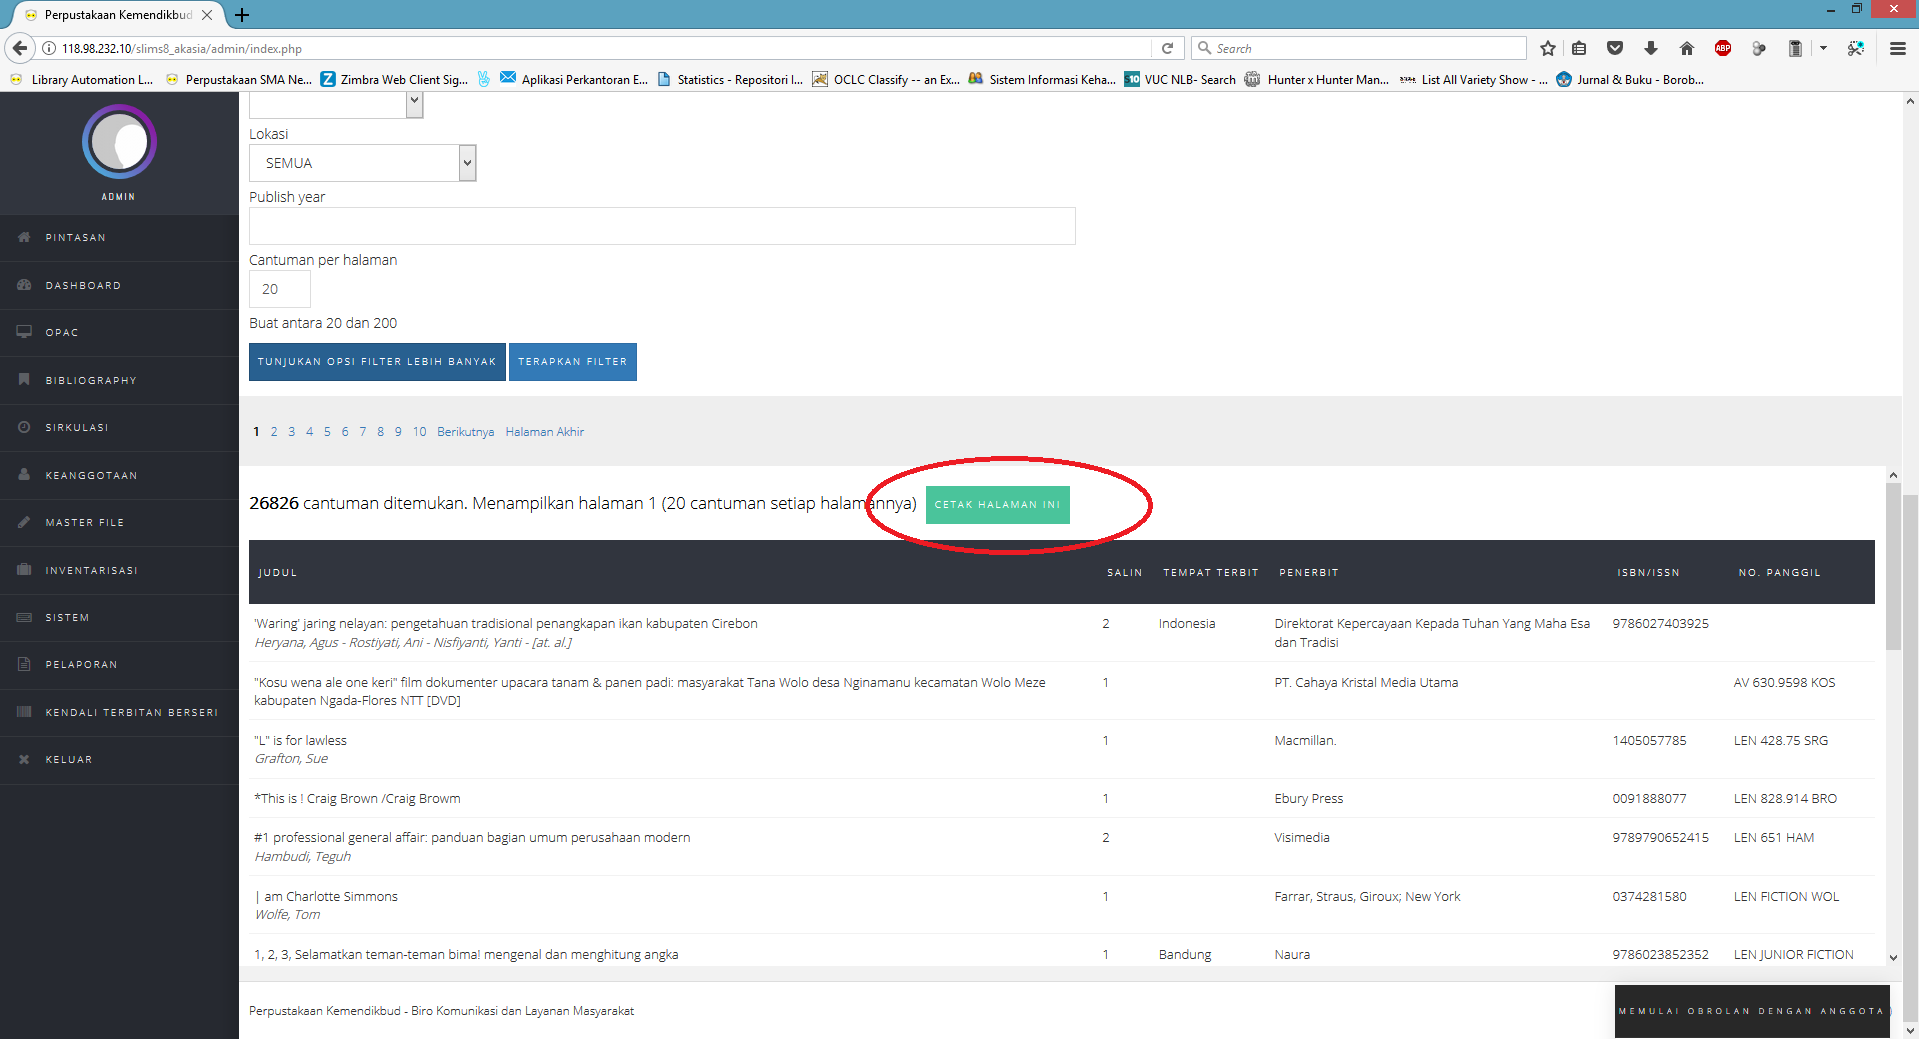 Perpustakaan Kemendikbud
118.98.232.10/slims8_akasia/admin/index.php
Search
ABP
Library Automation L...
Perpustakaan SMA Ne...
Zimbra Web Client Sig...
Aplikasi Perkantoran E...
Statistics - Repositori I...
OCLC Classify -- an Ex...
Sistem Informasi Keha...
VUC NLB- Search
Hunter x Hunter Man...
List All Variety Show - ...
Jurnal & Buku - Borob...
ADMIN
PINTASAN
DASHBOARD
OPAC
BIBLIOGRAPHY
SIRKULASI
KEANGGOTAAN
MASTER FILE
INVENTARISASI
SISTEM
PELAPORAN
KENDALI TERBITAN BERSERI
KELUAR
Lokasi
SEMUA
Publish year
Cantuman per halaman
20
Buat antara 20 dan 200
TUNJUKAN OPSI FILTER LEBIH BANYAK TERAPKAN FILTER
1 2 3 4 5 6 7 8 9 10 Berikutnya Halaman Akhir
26826 cantuman ditemukan. Menampilkan halaman 1 (20 cantuman setiap halamannya) CETAK HALAMAN INI
JUDUL SALIN TEMPAT TERBIT PENERBIT ISBN/ISSN NO. PANGGIL
'Waring' jaring nelayan: pengetahuan tradisional penangkapan ikan kabupaten Cirebon 2 Indonesia Direktorat Kepercayaan Kepada Tuhan Yang Maha Esa 9786027403925
Heryana, Agus - Rostiyati, Ani - Nisfiyanti, Yanti - [at. al.] dan Tradisi
"Kosu wena ale one keri" film dokumenter upacara tanam & panen padi: masyarakat Tana Wolo desa Nginamanu kecamatan Wolo Meze 1 PT. Cahaya Kristal Media Utama AV 630.9598 KOS
kabupaten Ngada-Flores NTT [DVD]
"L" is for lawless 1 Macmillan. 1405057785 LEN 428.75 SRG
Grafton, Sue
*This is ! Craig Brown /Craig Browm 1 Ebury Press 0091888077 LEN 828.914 BRO
#1 professional general affair: panduan bagian umum perusahaan modern 2 Visimedia 9789790652415 LEN 651 HAM
Hambudi, Teguh
| am Charlotte Simmons 1 Farrar, Straus, Giroux; New York 0374281580 LEN FICTION WOL
Wolfe, Tom
1, 2, 3, Selamatkan teman-teman bima! mengenal dan menghitung angka 1 Bandung Naura 9786023852352 LEN JUNIOR FICTION
Perpustakaan Kemendikbud - Biro Komunikasi dan Layanan Masyarakat
MEMULAI OBROLAN DENGAN ANGGOTA